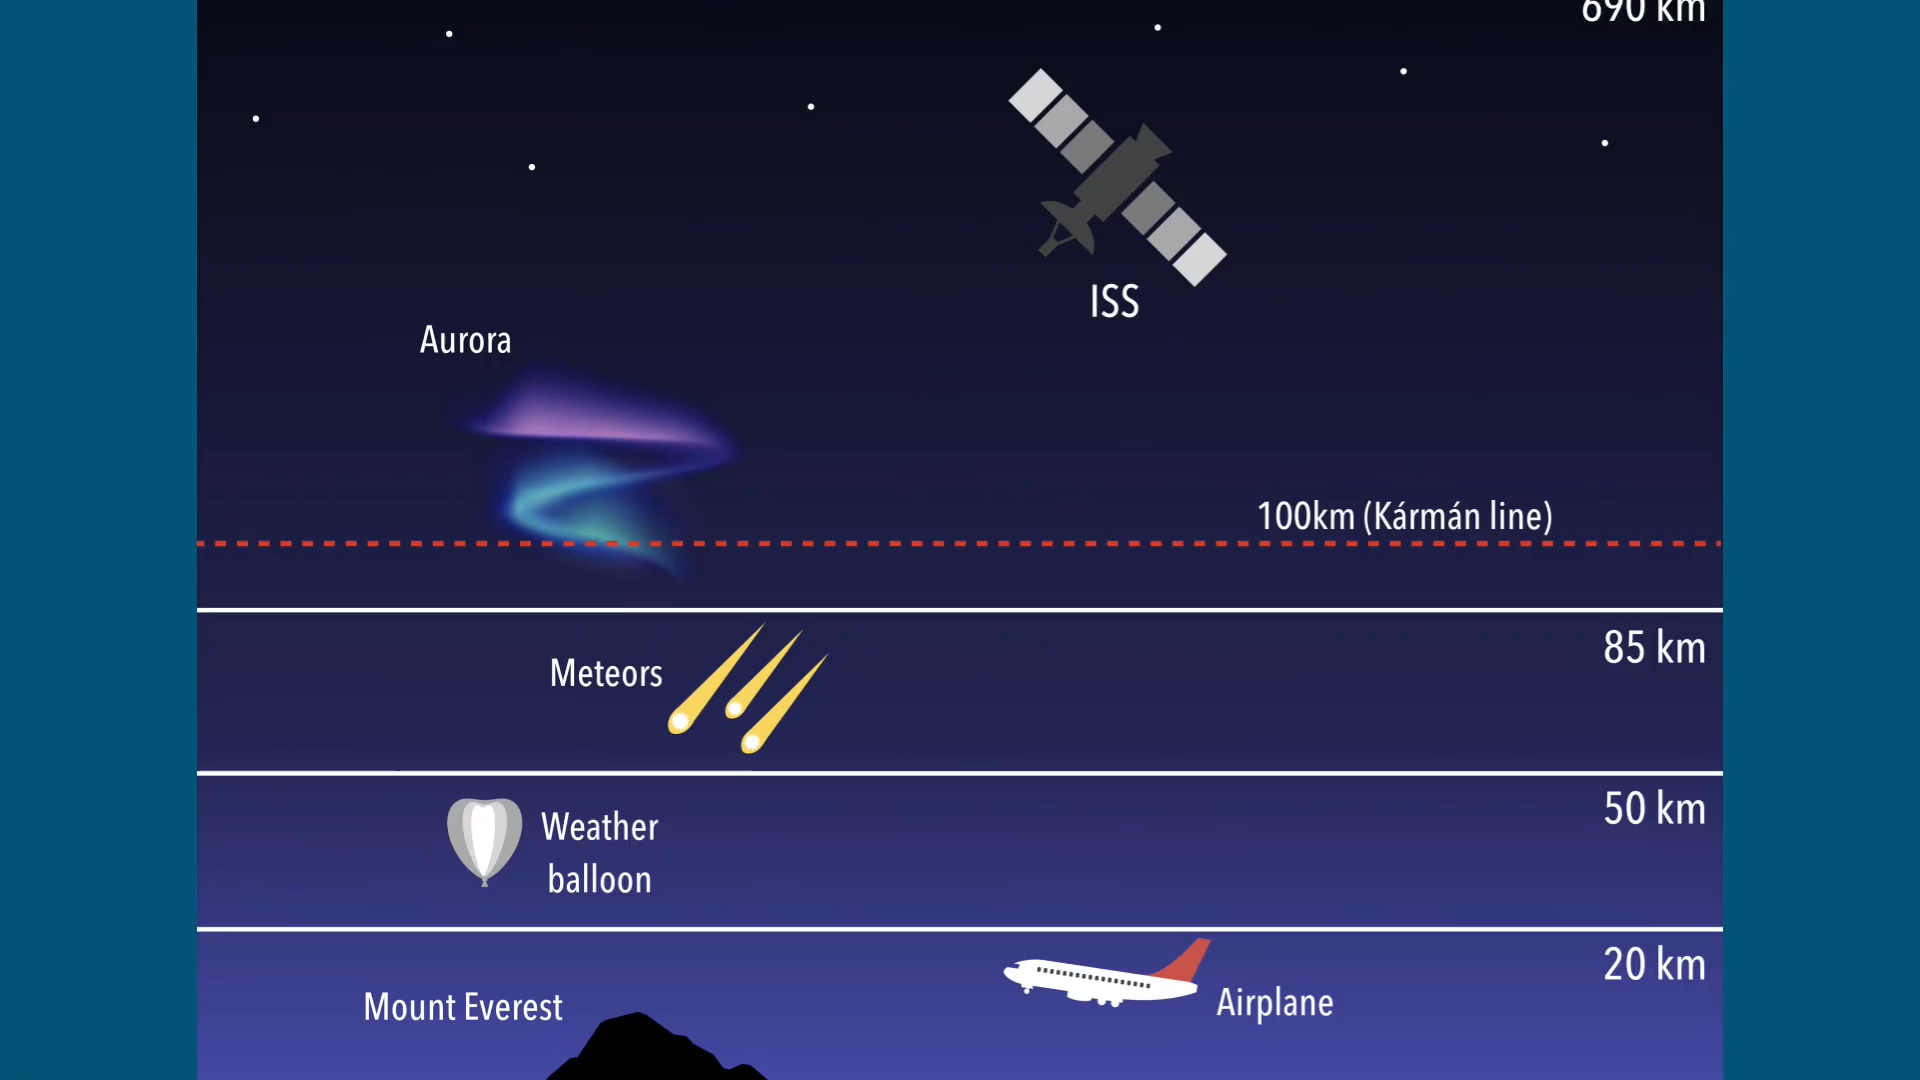 690 km
ISS
Aurora
100km (Kármán line)
85 km
Meteors
50 km
Weather
balloon
20 km
Mount Everest
Airplane